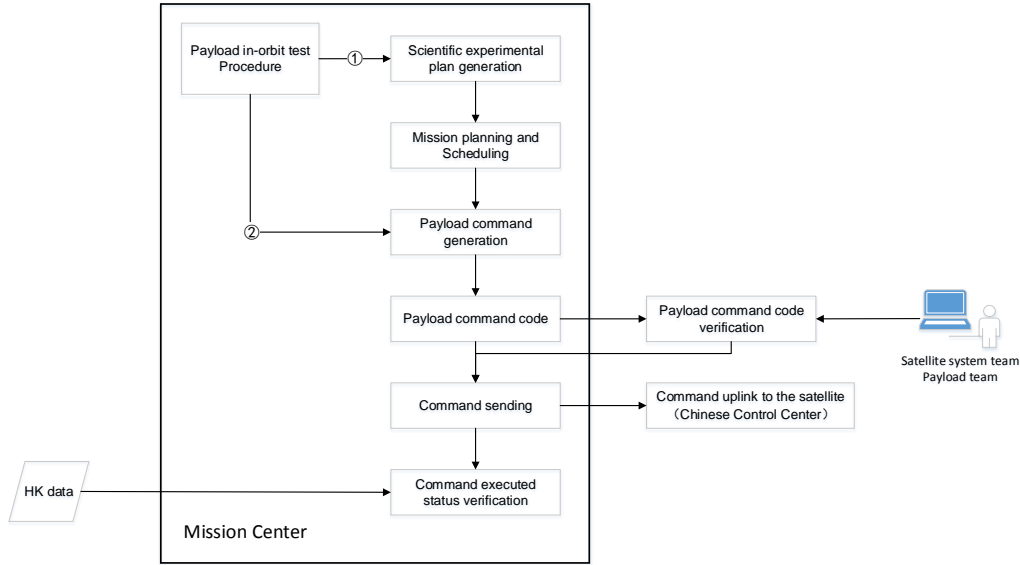 Payload in-orbit test
Procedure
①
Scientific experimental
plan generation
Mission planning and
Scheduling
②
Payload command
generation
Payload command code
Payload command code
verification
Satellite system team
Payload team
Command sending
Command uplink to the satellite
（Chinese Control Center）
HK data
Command executed
status verification
Mission Center